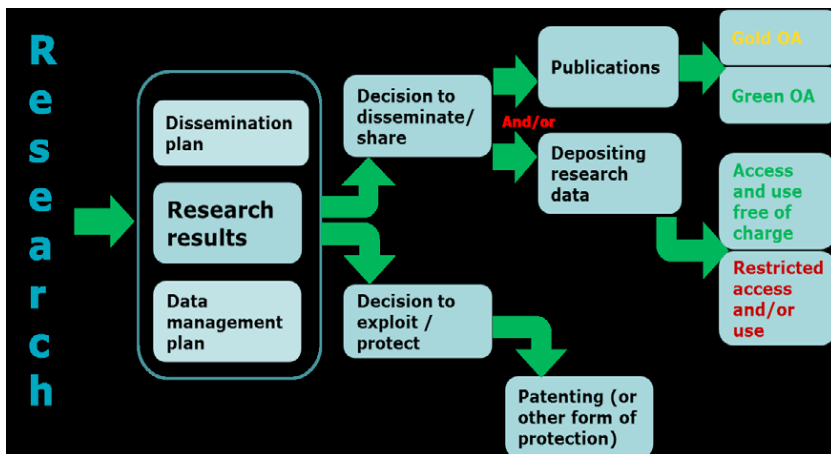 Research
Dissemination
plan
Research
results
Data
management
plan
Decision to
disseminate/
share
Decision to
exploit /
protect
And/or
Publications
Depositing
research
data
Patenting (or
other form of
protection)
Gold OA
Green OA
Access
and use
free of
charge
Restricted
access
and/or
use